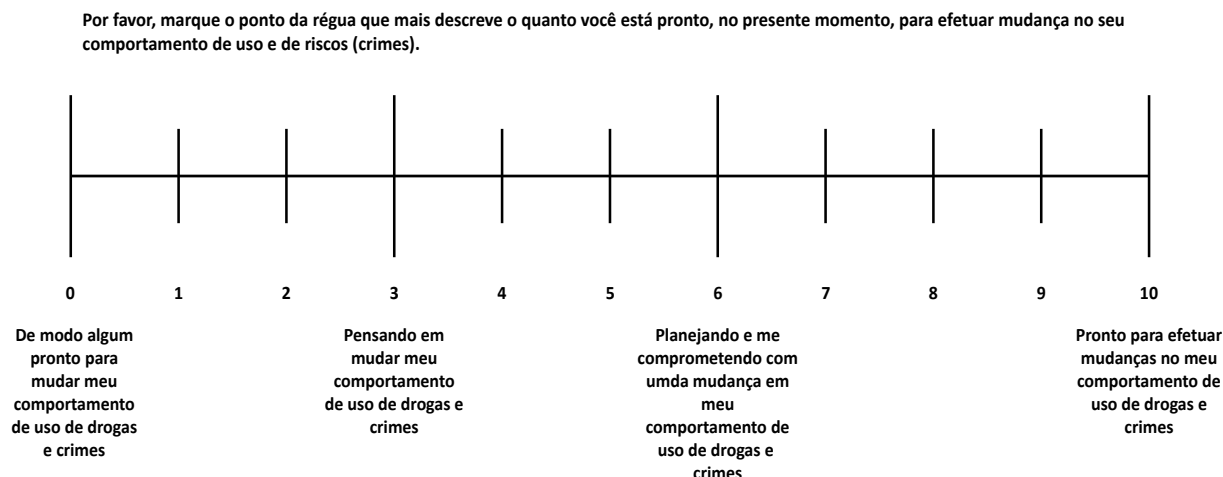 Por favor, marque o ponto da régua que mais descreve o quanto você está pronto, no presente momento, para efetuar mudança no seu
comportamento de uso e de riscos (crimes).
0 1 2 3 4 5 6 7 8 9 10
De modo algum
pronto para
mudar meu
comportamento
de uso de drogas
e crimes
Pensando em
mudar meu
comportamento
de uso de drogas e
crimes
Planejando e me
comprometendo com
umda mudança em
meu
comportamento de
uso de drogas e
crimes
Pronto para efetuar
mudanças no meu
comportamento de
uso de drogas e
crimes